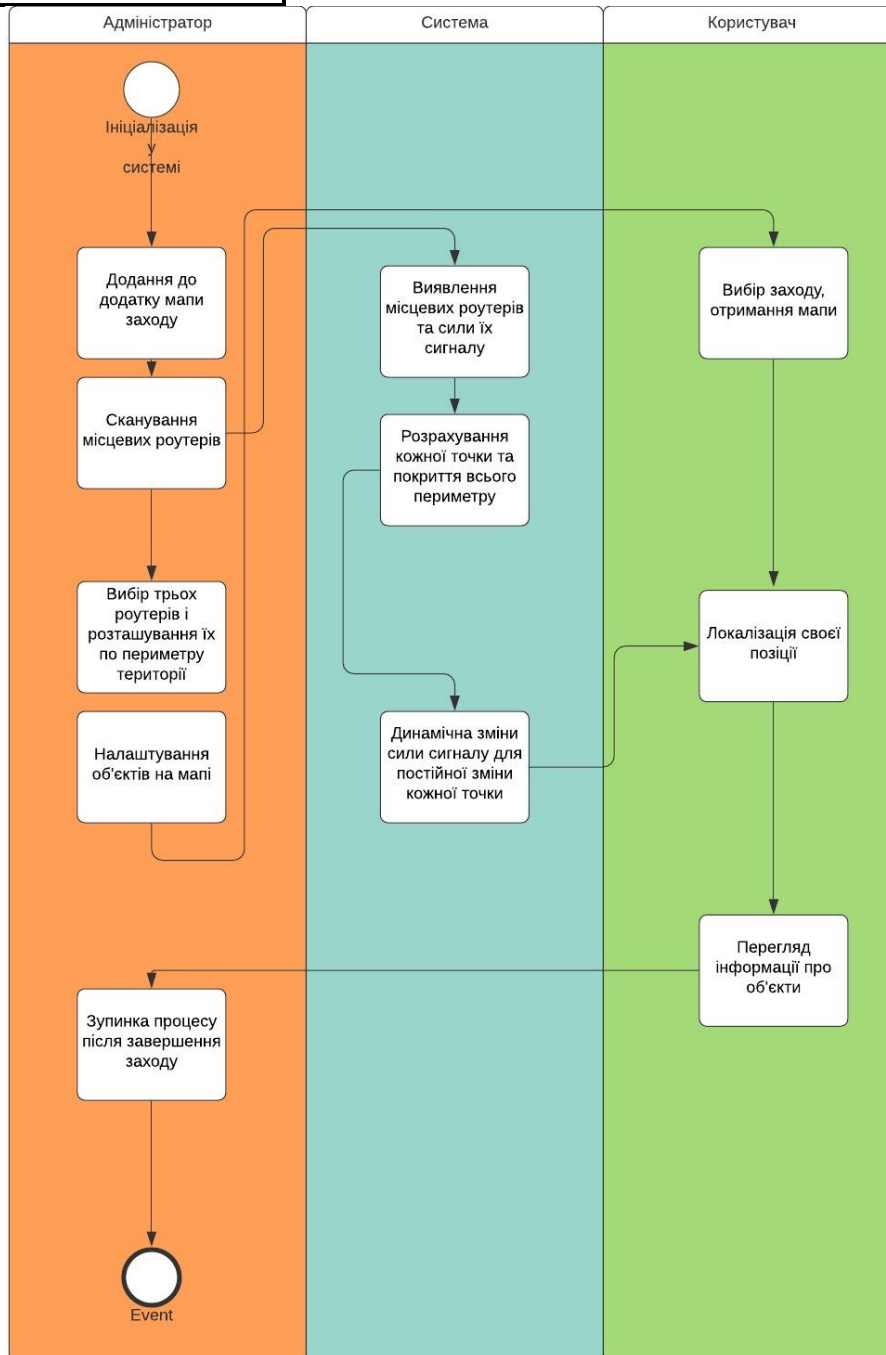 Адміністратор
Система
Користувач
Ініціалізація
у
системі
Додання до
додатку мапи
заходу
Виявлення
місцевих роутерів
та сили їх
сигналу
Вибір заходу,
отримання мапи
Сканування
місцевих роутерів
Розрахування
кожної точки та
покриття всього
периметру
Вибір трьох
роутерів і
розташування їх
по периметру
території
Локалізація своєї
позиції
Налаштування
об'єктів на мапі
Динамічна зміни
сили сигналу для
постійної зміни
кожної точки
Перегляд
інформації про
об'єкти
Зупинка процесу
після завершення
заходу
Event